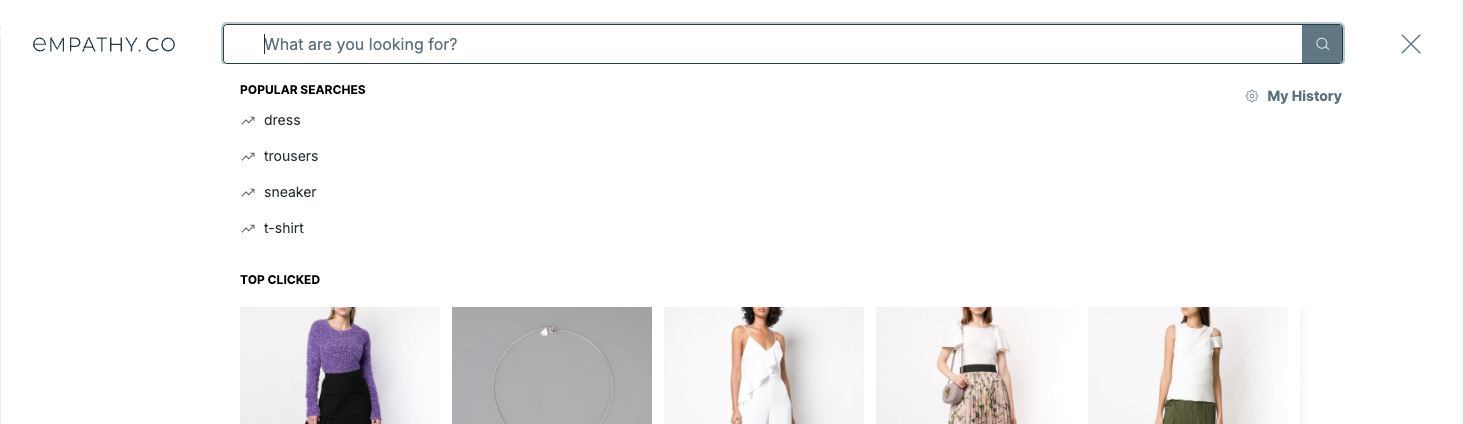 eMPATHY.CO
What are you looking for?
POPULAR SEARCHES
My History
dress
trousers
sneaker
t-shirt
TOP CLICKED